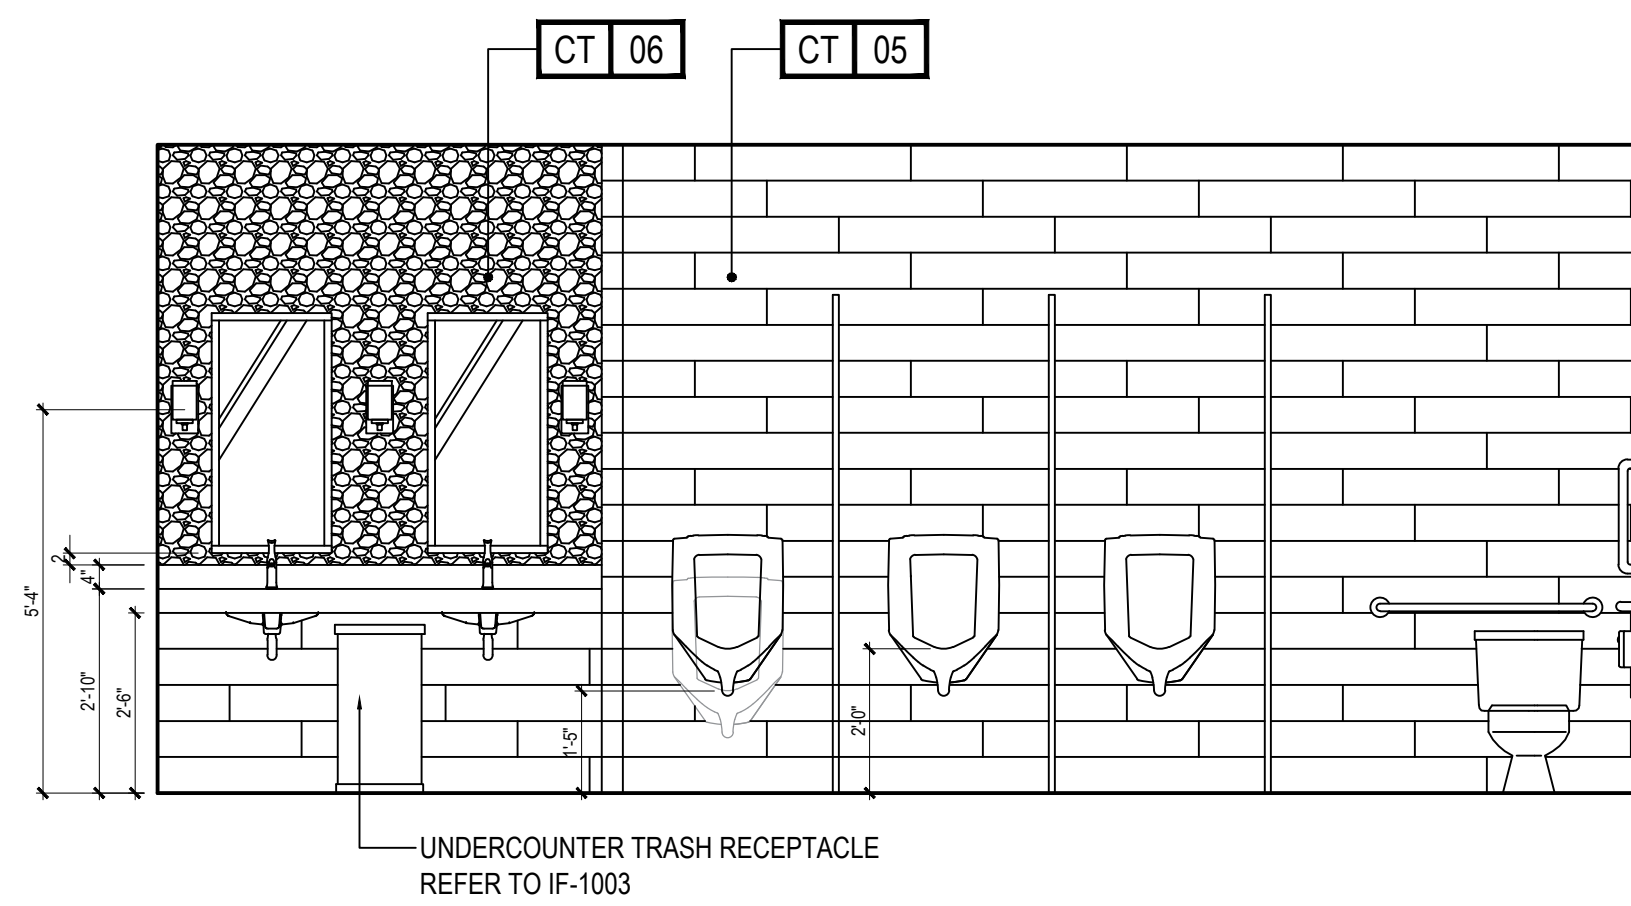 CT 06
CT 05
5'-4"
2
4"
2'-10"
2'-6"
1'-5"
2'-0"
UNDERCOUNTER TRASH RECEPTACLE
REFER TO IF-1003